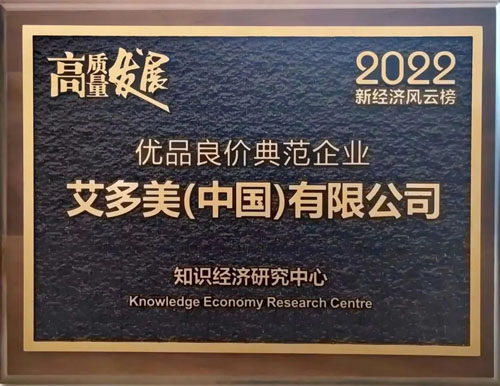 高质量发展
2022
新经济风云榜
优品良价典范企业
艾多美(中国)有限公司
知识经济研究中心
Knowledge Economy Research Centre